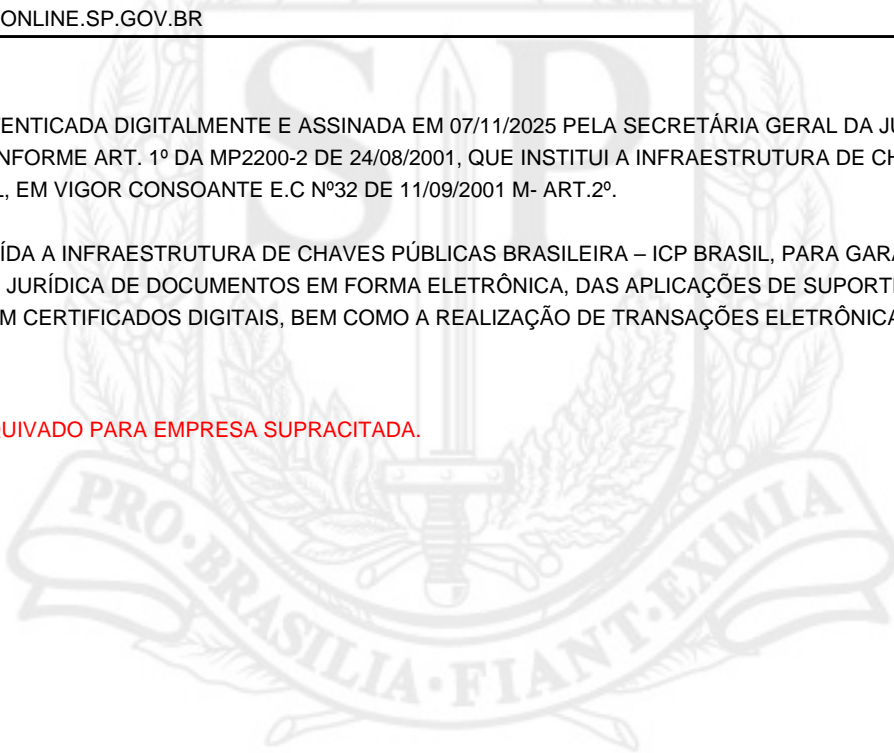 ONLINE.SP.GOV.BR
ENTICADA DIGITALMENTE E ASSINADA EM 07/11/2025 PELA SECRETÁRIA GERAL DA JU
NFORME ART. 1º DA MP2200-2 DE 24/08/2001, QUE INSTITUI A INFRAESTRUTURA DE CH
L, EM VIGOR CONSOANTE E.C Nº32 DE 11/09/2001 M- ART.2º.
ÍDA A INFRAESTRUTURA DE CHAVES PÚBLICAS BRASILEIRA – ICP BRASIL, PARA GARA
JURÍDICA DE DOCUMENTOS EM FORMA ELETRÔNICA, DAS APLICAÇÕES DE SUPORT
M CERTIFICADOS DIGITAIS, BEM COMO A REALIZAÇÃO DE TRANSAÇÕES ELETRÔNICA
QUIVADO PARA EMPRESA SUPRACITADA.
SP
PRO·BRASILIA·FIANT·EXIMIA